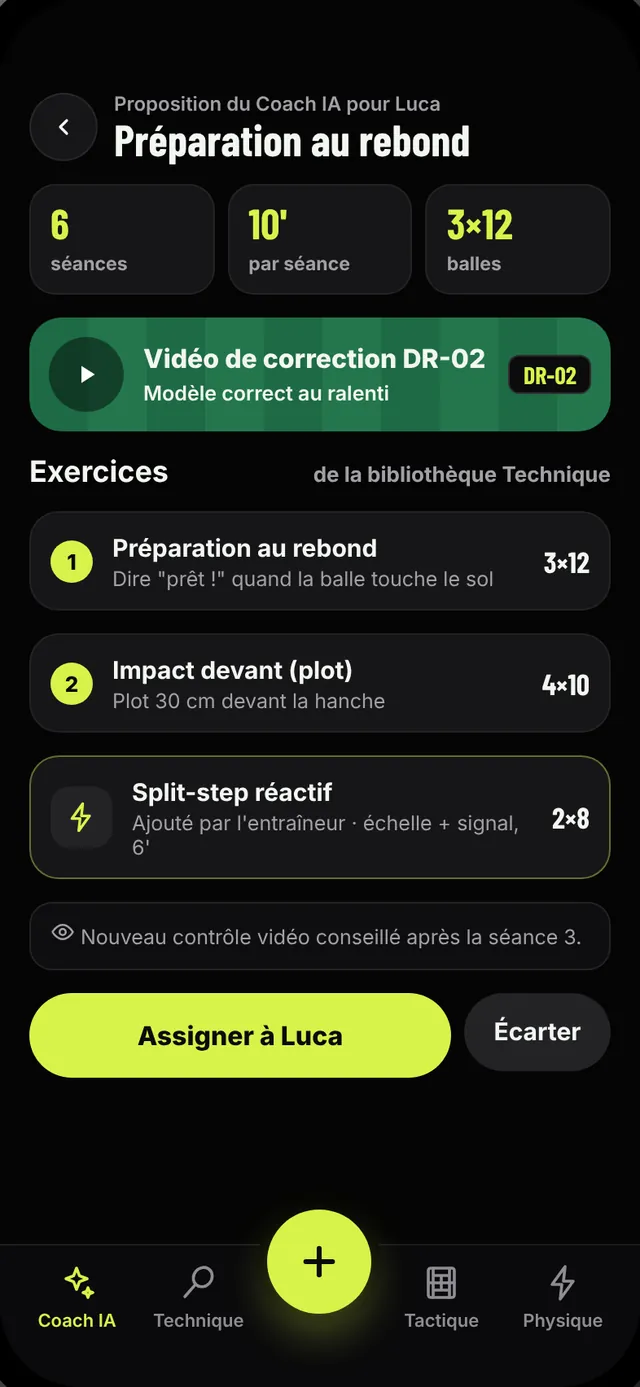 Proposition du Coach IA pour Luca
Préparation au rebond
6
séances
10'
par séance
3×12
balles
Vidéo de correction DR-02
Modèle correct au ralenti
DR-02
Exercices
de la bibliothèque Technique
1
Préparation au rebond
Dire "prêt !" quand la balle touche le sol
3×12
2
Impact devant (plot)
Plot 30 cm devant la hanche
4×10
Split-step réactif
Ajouté par l'entraîneur · échelle + signal,
6'
2×8
Nouveau contrôle vidéo conseillé après la séance 3.
Assigner à Luca
Écarter
Coach IA
Technique
Tactique
Physique